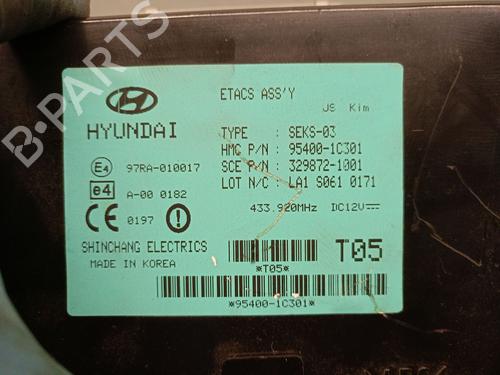 ETACS ASS'Y
J9 Kim
HYUNDAI
TYPE : SEKS-03
HMC P/N : 95400-1C301
SCE P/N : 329872-1001
LOT N/C : LA1 S061 0171
E4 97RA-010017
e4 A-00 0182
CE 0197
433.920MHz DC12V
SHINCHANG ELECTRICS
MADE IN KOREA
*T05*
T05
*95400-1C301*
B-PARTS